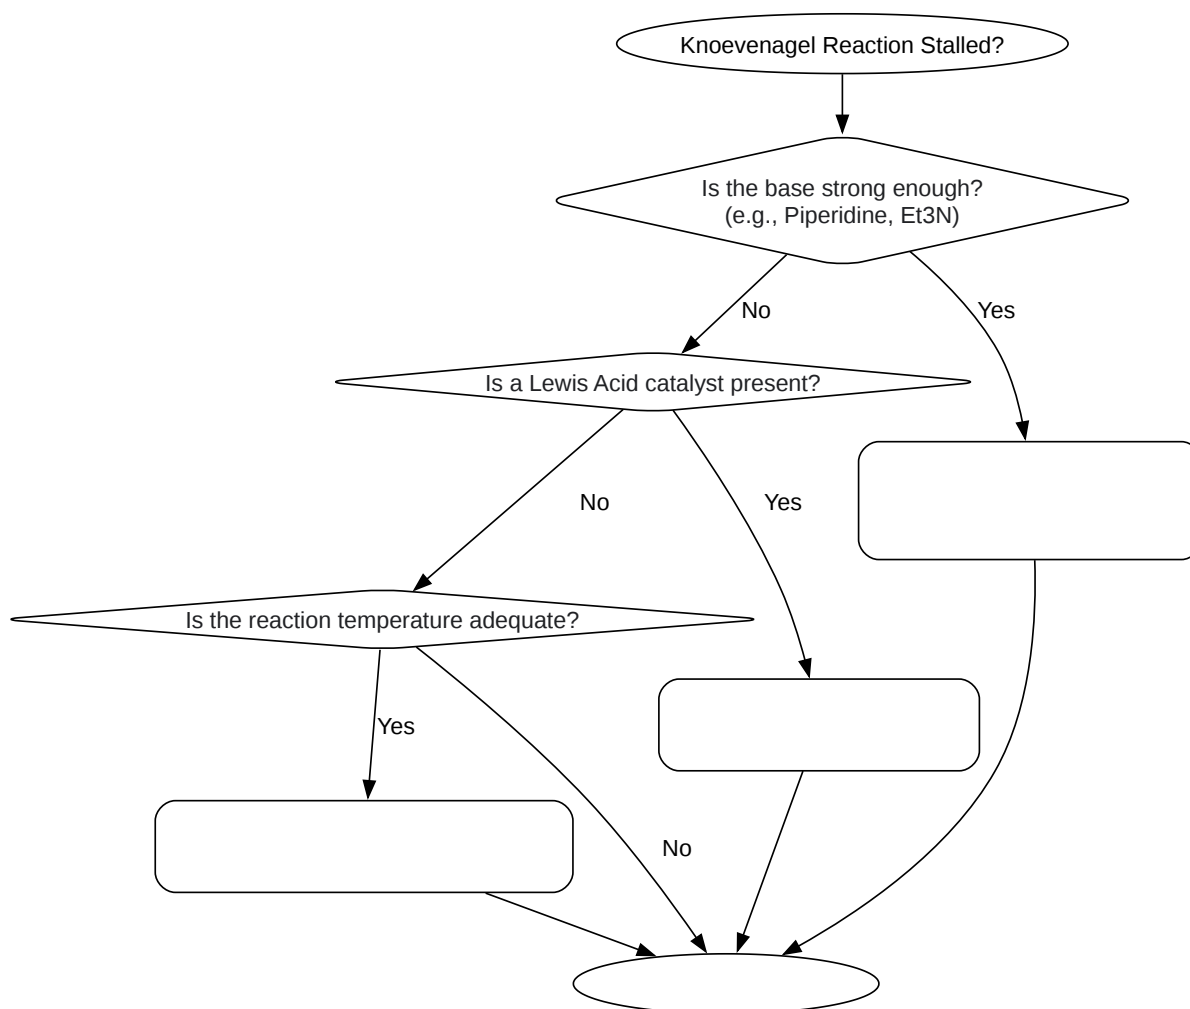 Knoevenagel Reaction Stalled?
Is the base strong enough?
(e.g., Piperidine, Et3N)
No
Yes
Is a Lewis Acid catalyst present?
No
Yes
Is the reaction temperature adequate?
Yes
No